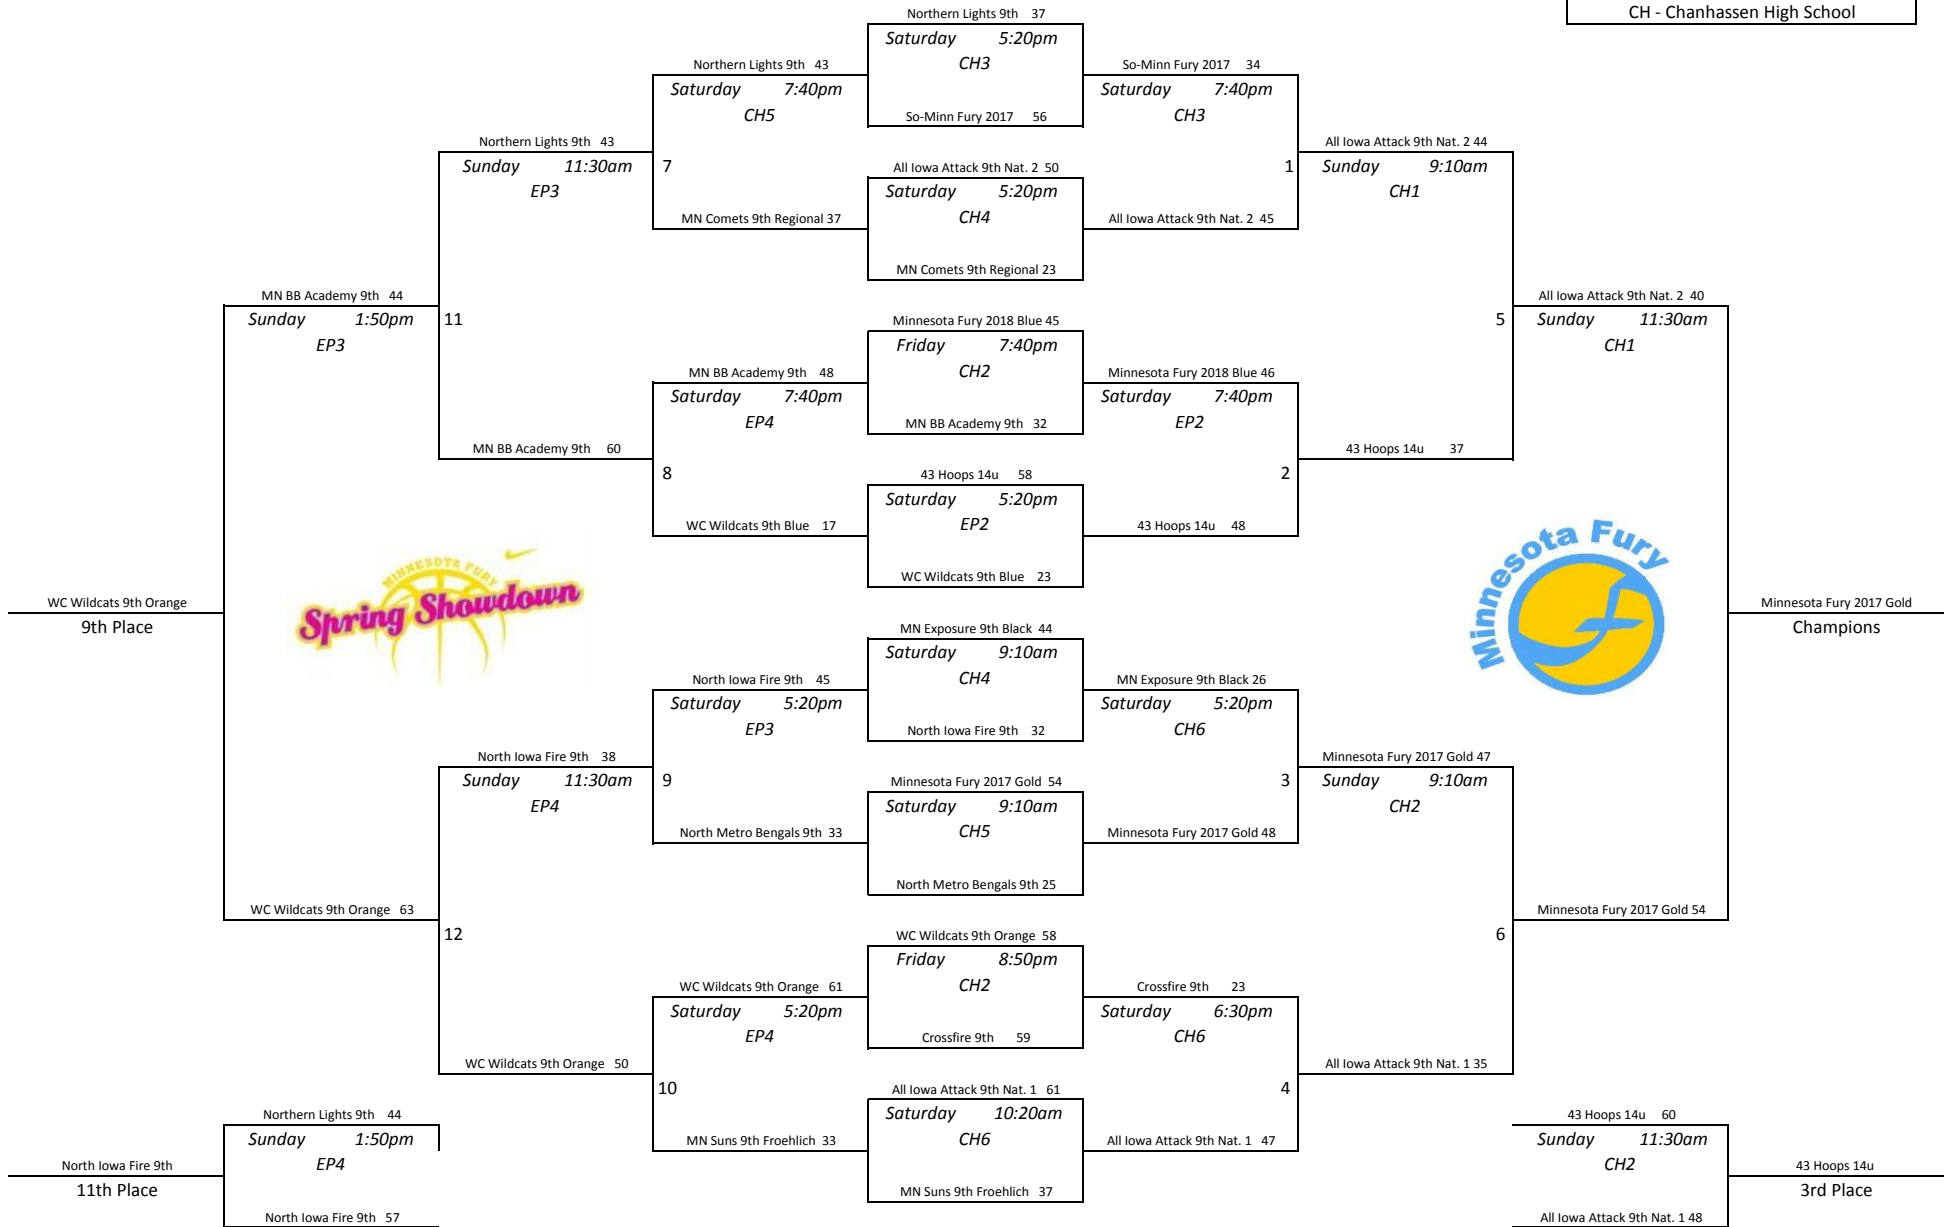 CH - Chanhassen High School
Northern Lights 9th 37
Saturday 5:20pm
CH3
So-Minn Fury 2017 56
Northern Lights 9th 43
Saturday 7:40pm
CH5
So-Minn Fury 2017 34
Saturday 7:40pm
CH3
Northern Lights 9th 43
Sunday 11:30am
EP3
7
All Iowa Attack 9th Nat. 2 50
Saturday 5:20pm
CH4
MN Comets 9th Regional 23
1
All Iowa Attack 9th Nat. 2 44
Sunday 9:10am
CH1
MN Comets 9th Regional 37
All Iowa Attack 9th Nat. 2 45
MN BB Academy 9th 44
Sunday 1:50pm
EP3
11
Minnesota Fury 2018 Blue 45
Friday 7:40pm
CH2
MN BB Academy 9th 32
5
All Iowa Attack 9th Nat. 2 40
Sunday 11:30am
CH1
MN BB Academy 9th 48
Saturday 7:40pm
EP4
Minnesota Fury 2018 Blue 46
Saturday 7:40pm
EP2
MN BB Academy 9th 60
8
43 Hoops 14u 58
Saturday 5:20pm
EP2
WC Wildcats 9th Blue 23
2
43 Hoops 14u 37
WC Wildcats 9th Blue 17
43 Hoops 14u 48
MINNESOTA FURY
Spring Showdown
Minnesota Fury
WC Wildcats 9th Orange
9th Place
Minnesota Fury 2017 Gold
Champions
MN Exposure 9th Black 44
Saturday 9:10am
CH4
North Iowa Fire 9th 32
North Iowa Fire 9th 45
Saturday 5:20pm
EP3
MN Exposure 9th Black 26
Saturday 5:20pm
CH6
North Iowa Fire 9th 38
Sunday 11:30am
EP4
9
Minnesota Fury 2017 Gold 54
Saturday 9:10am
CH5
North Metro Bengals 9th 25
3
Minnesota Fury 2017 Gold 47
Sunday 9:10am
CH2
North Metro Bengals 9th 33
Minnesota Fury 2017 Gold 48
WC Wildcats 9th Orange 63
12
WC Wildcats 9th Orange 58
Friday 8:50pm
CH2
Crossfire 9th 59
6
Minnesota Fury 2017 Gold 54
WC Wildcats 9th Orange 61
Saturday 5:20pm
EP4
Crossfire 9th 23
Saturday 6:30pm
CH6
WC Wildcats 9th Orange 50
10
All Iowa Attack 9th Nat. 1 61
Saturday 10:20am
CH6
MN Suns 9th Froehlich 37
4
All Iowa Attack 9th Nat. 1 35
MN Suns 9th Froehlich 33
All Iowa Attack 9th Nat. 1 47
Northern Lights 9th 44
Sunday 1:50pm
EP4
North Iowa Fire 9th 57
North Iowa Fire 9th
11th Place
43 Hoops 14u 60
Sunday 11:30am
CH2
All Iowa Attack 9th Nat. 1 48
43 Hoops 14u
3rd Place